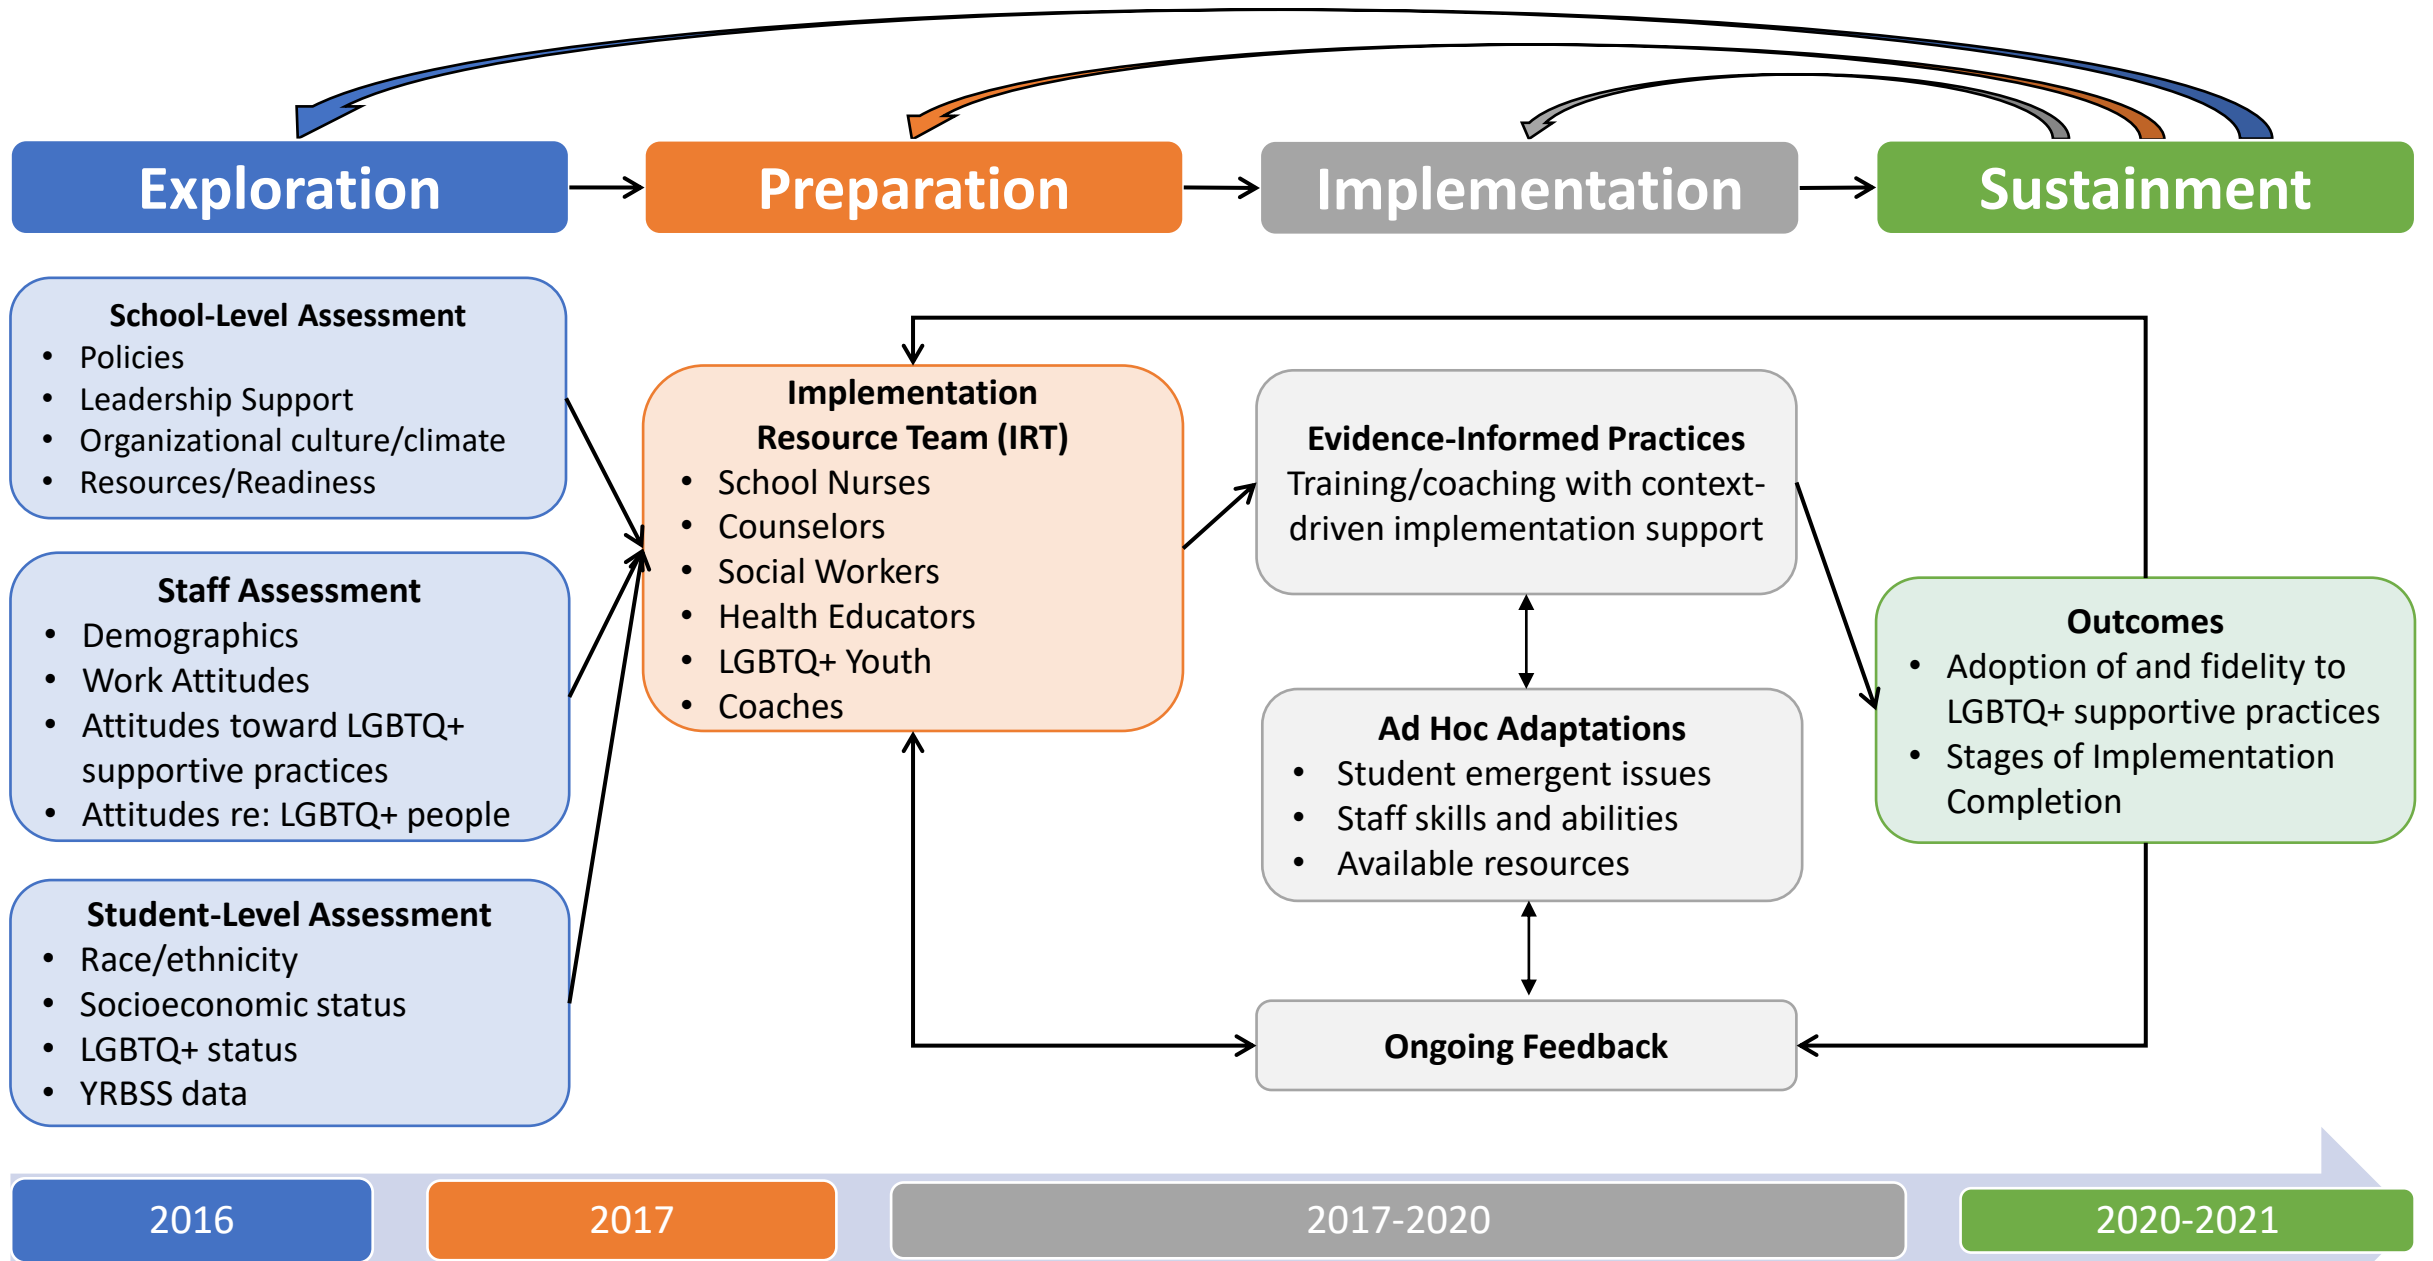 Exploration
Preparation
Implementation
Sustainment
School-Level Assessment
• Policies
• Leadership Support
• Organizational culture/climate
• Resources/Readiness
Staff Assessment
• Demographics
• Work Attitudes
• Attitudes toward LGBTQ+
supportive practices
• Attitudes re: LGBTQ+ people
Student-Level Assessment
• Race/ethnicity
• Socioeconomic status
• LGBTQ+ status
• YRBSS data
Implementation
Resource Team (IRT)
• School Nurses
• Counselors
• Social Workers
• Health Educators
• LGBTQ+ Youth
• Coaches
Evidence-Informed Practices
Training/coaching with context-
driven implementation support
Ad Hoc Adaptations
• Student emergent issues
• Staff skills and abilities
• Available resources
Ongoing Feedback
Outcomes
• Adoption of and fidelity to
LGBTQ+ supportive practices
• Stages of Implementation
Completion
2016
2017
2017-2020
2020-2021